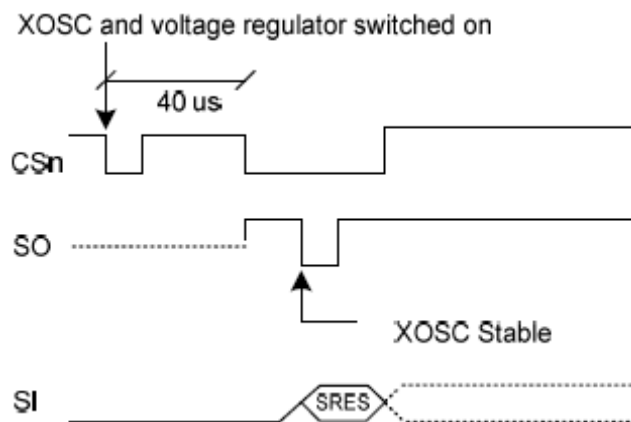 XOSC and voltage regulator switched on
40 us
CSn
SO
XOSC Stable
SI
SRES